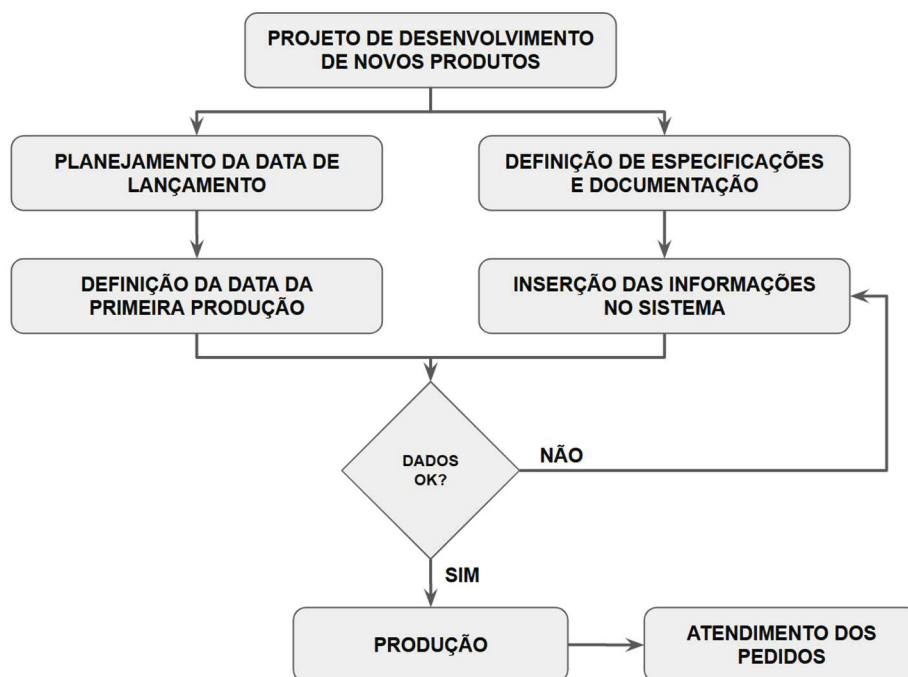 PROJETO DE DESENVOLVIMENTO
DE NOVOS PRODUTOS
PLANEJAMENTO DA DATA DE
LANÇAMENTO
DEFINIÇÃO DE ESPECIFICAÇÕES
E DOCUMENTAÇÃO
DEFINIÇÃO DA DATA DA
PRIMEIRA PRODUÇÃO
INSERÇÃO DAS INFORMAÇÕES
NO SISTEMA
DADOS
OK?
NÃO
SIM
PRODUÇÃO
ATENDIMENTO DOS
PEDIDOS